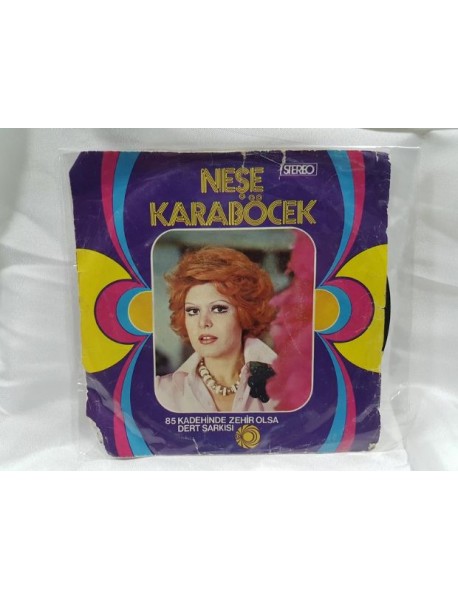 NEŞE
STEREO
KARABÖCEK
85 KADEHİNDE ZEHİR OLSA
DERT ŞARKISI